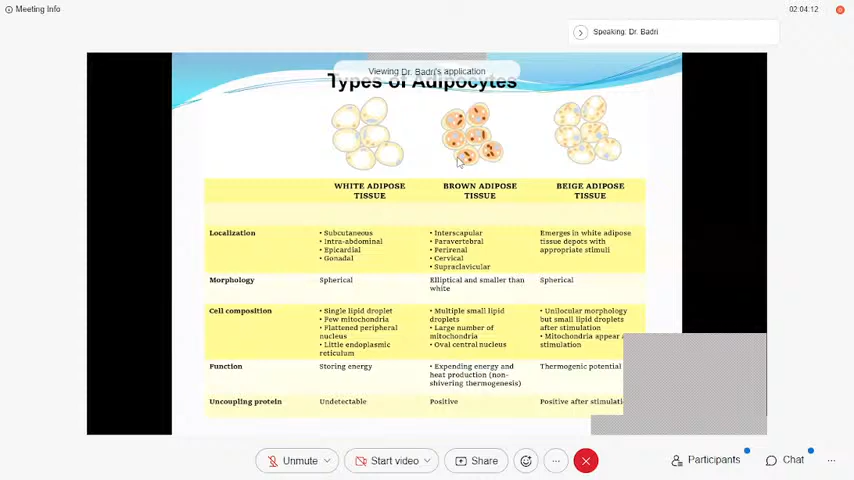 Meeting Info
02:04:12
Speaking: Dr. Badri
Viewing Dr. Badri's application
Types of Adipocytes
WHITE ADIPOSE TISSUE
BROWN ADIPOSE TISSUE
BEIGE ADIPOSE TISSUE
Localization
• Subcutaneous
• Intra-abdominal
• Epicardial
• Gonadal
• Interscapular
• Paravertebral
• Perirenal
• Cervical
• Supraclavicular
Emerges in white adipose
tissue depots with
appropriate stimuli
Morphology
Spherical
Elliptical and smaller than
white
Spherical
Cell composition
• Single lipid droplet
• Few mitochondria
• Flattened peripheral
nucleus
• Little endoplasmic
reticulum
• Multiple small lipid
droplets
• Large number of
mitochondria
• Oval central nucleus
• Unilocular morphology
but small lipid droplets
after stimulation
• Mitochondria appear
stimulation
Function
Storing energy
• Expending energy and
heat production (non-
shivering thermogenesis)
Thermogenic potential
Uncoupling protein
Undetectable
Positive
Positive after
Unmute
Start video
Share
Participants
Chat